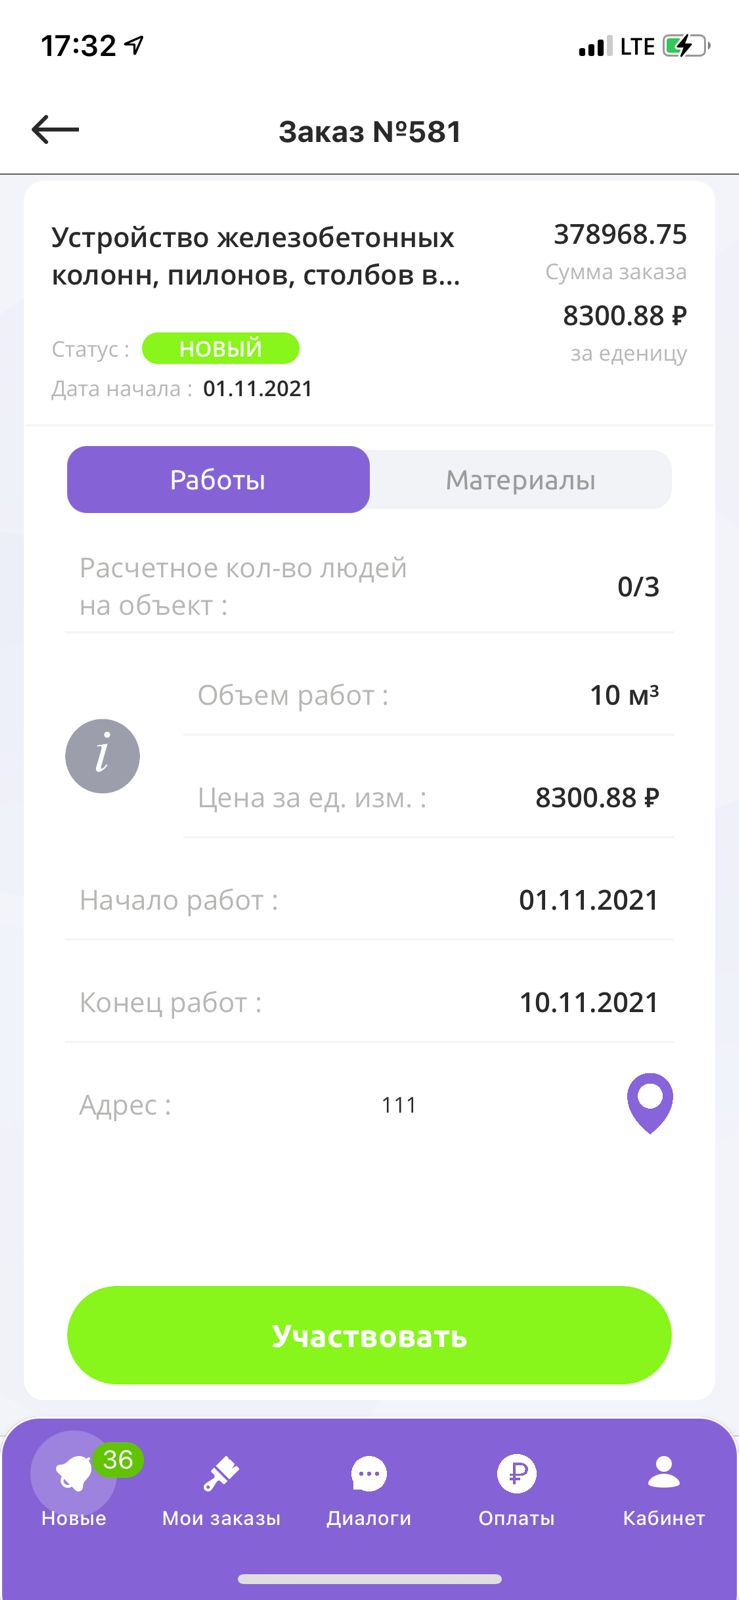 17:32
LTE
Заказ №581
Устройство железобетонных
колонн, пилонов, столбов в...
378968.75
Сумма заказа
8300.88 ₽
за еденицу
Статус : НОВЫЙ
Дата начала : 01.11.2021
Работы
Материалы
Расчетное кол-во людей
на объект :
0/3
Объем работ : 10 м³
i
Цена за ед. изм. : 8300.88 ₽
Начало работ : 01.11.2021
Конец работ : 10.11.2021
Адрес : 111
Участвовать
36
Новые
Мои заказы
Диалоги
₽
Оплаты
Кабинет